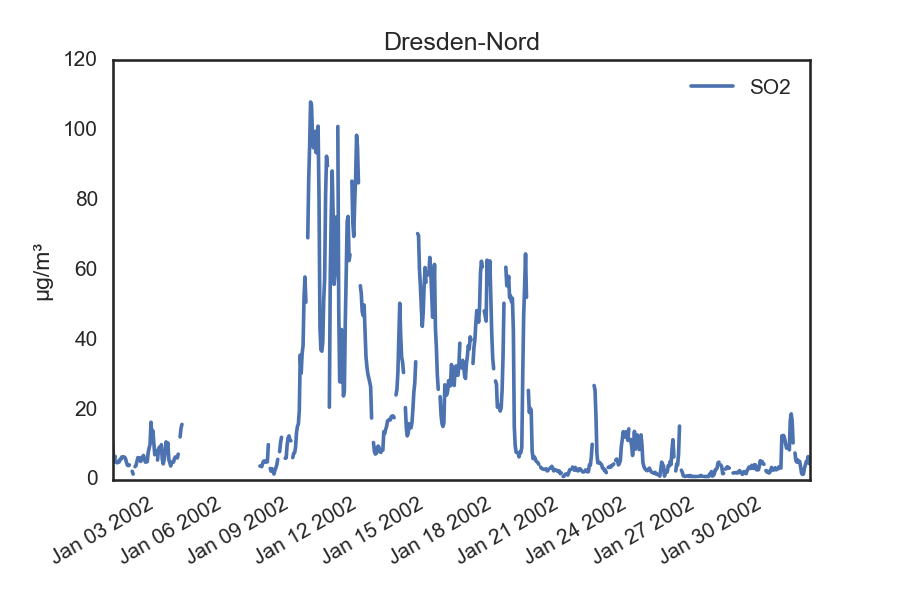 Dresden-Nord
120
100
80
60
40
20
0
µg/m³
SO2
Jan 03 2002
Jan 06 2002
Jan 09 2002
Jan 12 2002
Jan 15 2002
Jan 18 2002
Jan 21 2002
Jan 24 2002
Jan 27 2002
Jan 30 2002